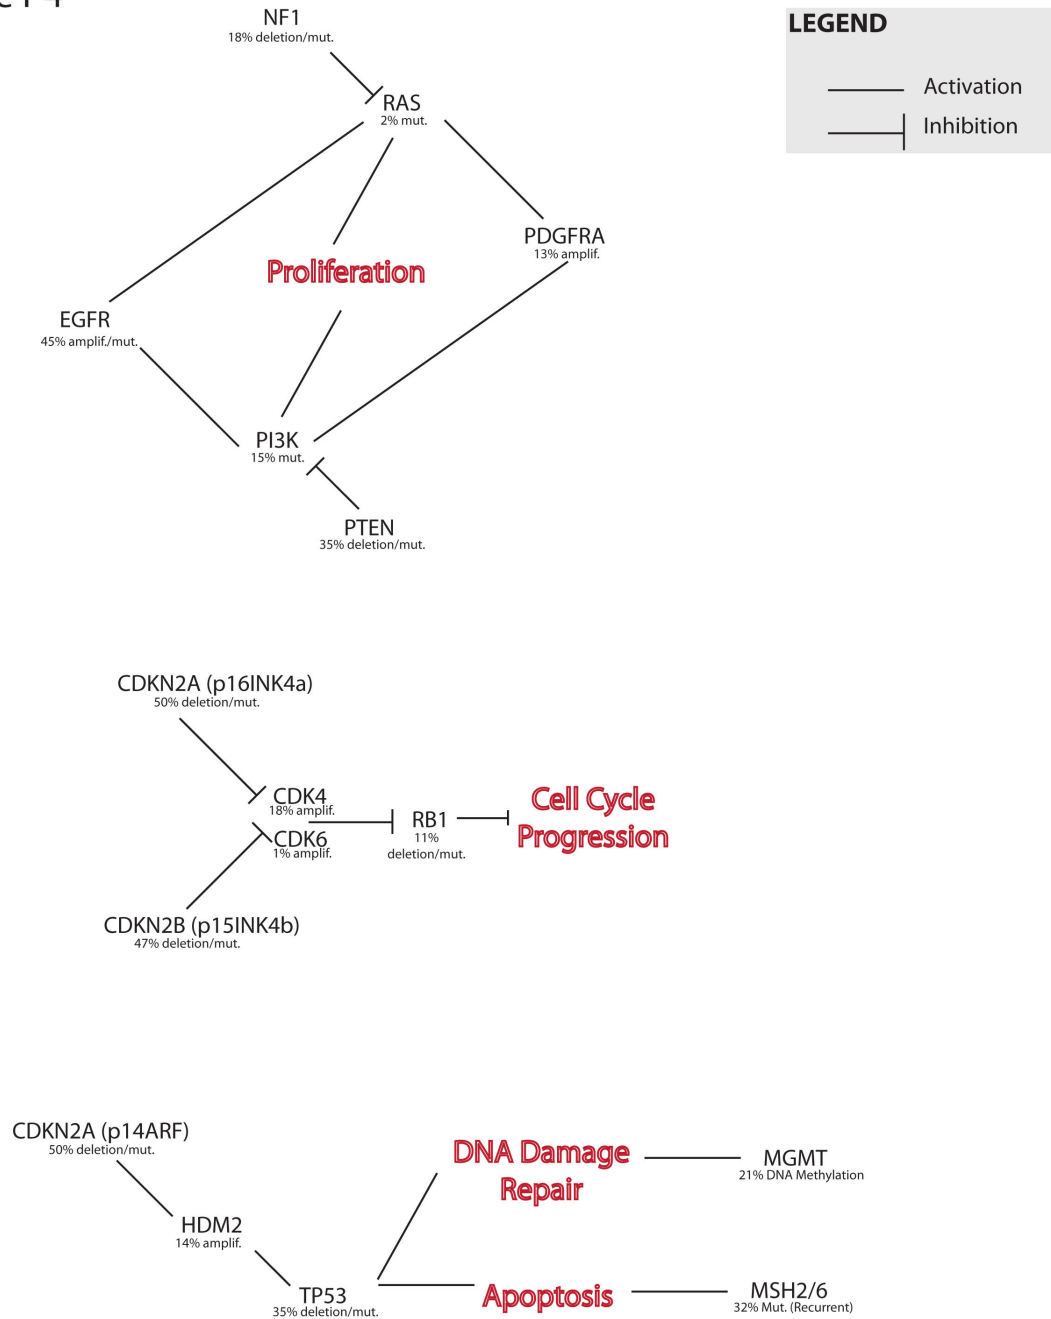 NF1
18% deletion/mut.
LEGEND
Activation
Inhibition
RAS
2% mut.
PDGFRA
13% amplif.
Proliferation
EGFR
45% amplif./mut.
PI3K
15% mut.
PTEN
35% deletion/mut.
CDKN2A (p16INK4a)
50% deletion/mut.
CDK4
18% amplif.
CDK6
1% amplif.
RB1
11%
deletion/mut.
Cell Cycle
Progression
CDKN2B (p15INK4b)
47% deletion/mut.
CDKN2A (p14ARF)
50% deletion/mut.
HDM2
14% amplif.
TP53
35% deletion/mut.
DNA Damage
Repair
MGMT
21% DNA Methylation
Apoptosis
MSH2/6
32% Mut. (Recurrent)